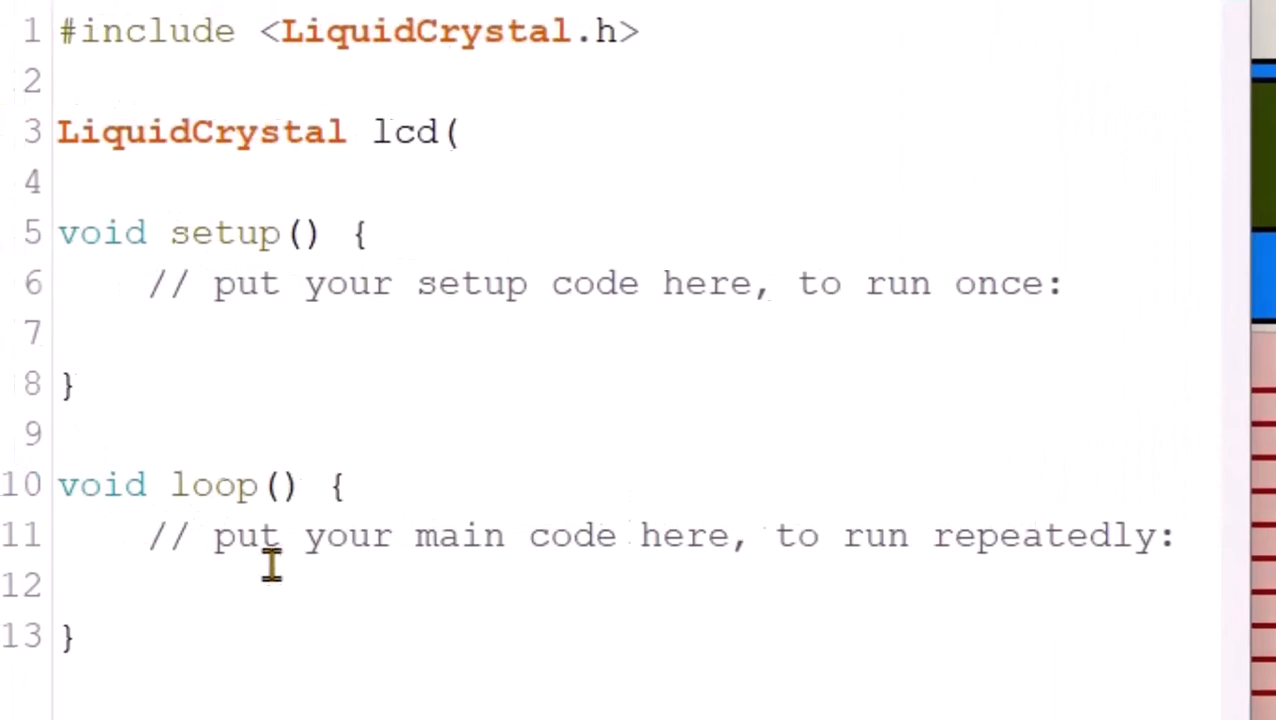 1 #include <LiquidCrystal.h>
2
3 LiquidCrystal lcd(
4
5 void setup() {
6     // put your setup code here, to run once:
7
8 }
9
10 void loop() {
11     // put your main code here, to run repeatedly:
12
13 }